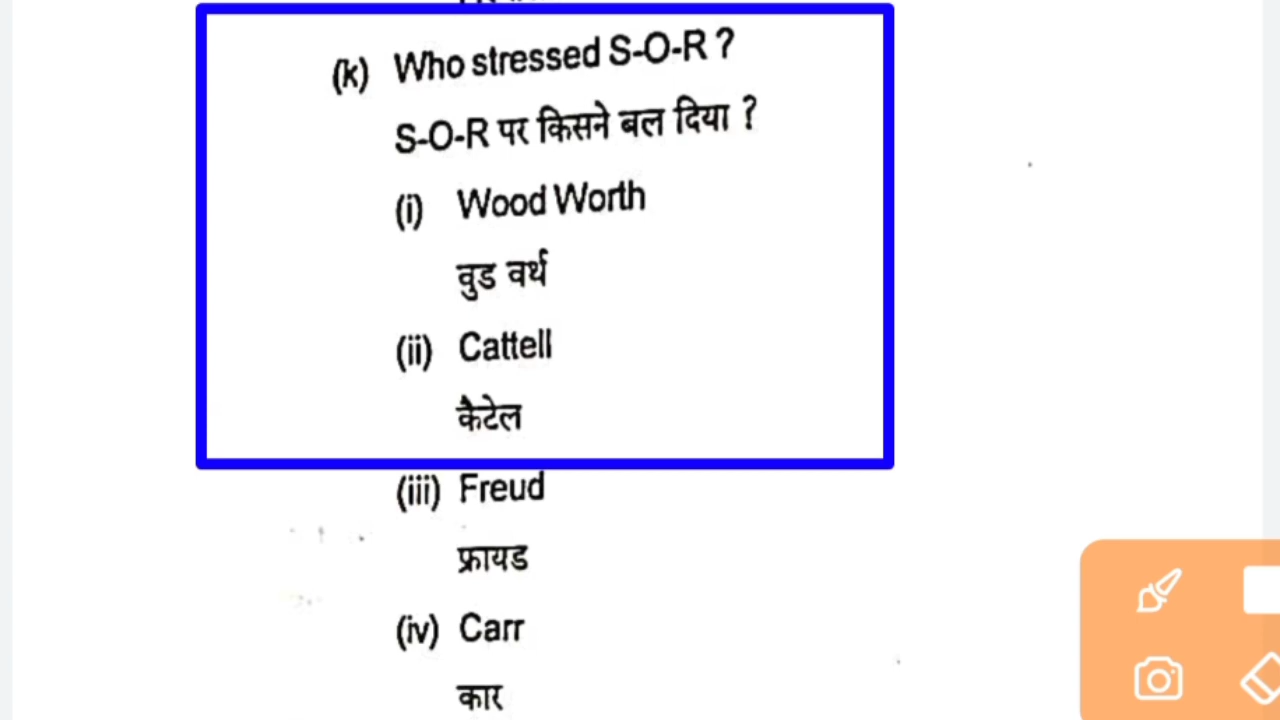 (k) Who stressed S-O-R ?
S-O-R पर किसने बल दिया ?
(i) Wood Worth
वुड वर्थ
(ii) Cattell
कैटेल
(iii) Freud
फ्रायड
(iv) Carr
कार